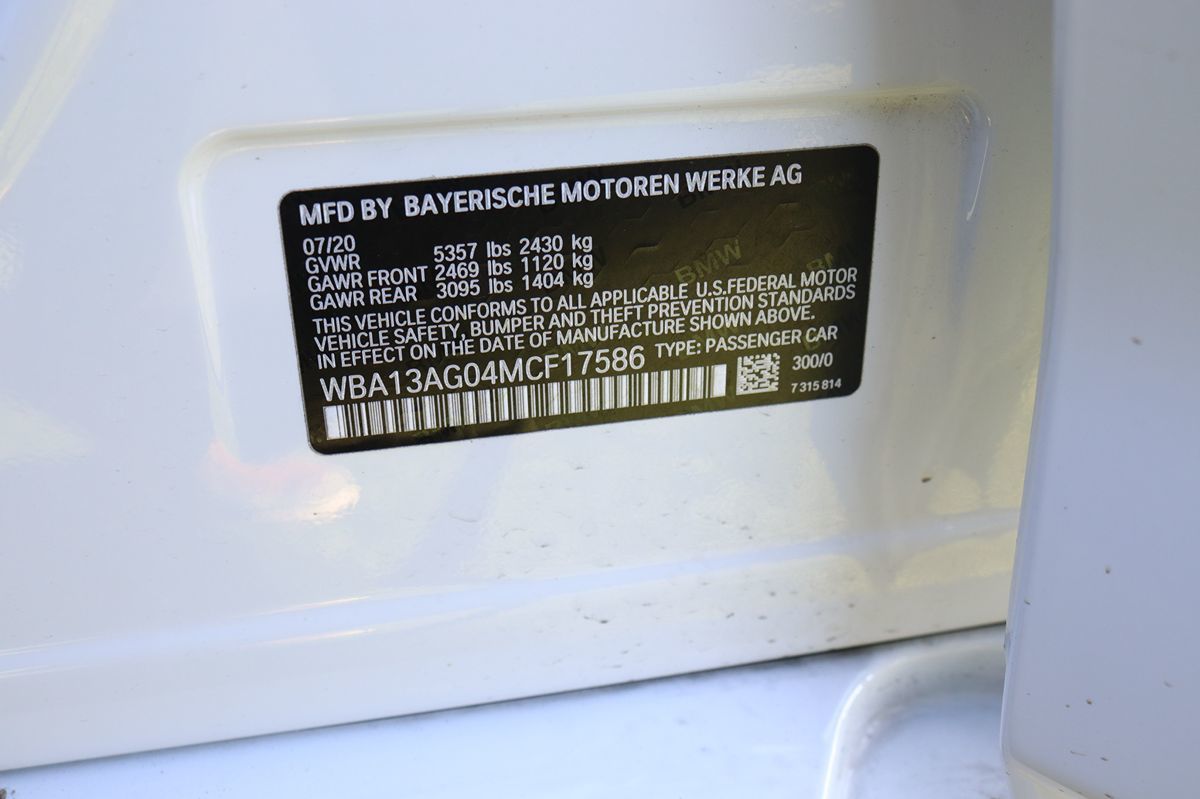 MFD BY BAYERISCHE MOTOREN WERKE AG
07/20
GVWR 5357 lbs 2430 kg
GAWR FRONT 2469 lbs 1120 kg
GAWR REAR 3095 lbs 1404 kg
THIS VEHICLE CONFORMS TO ALL APPLICABLE U.S.FEDERAL MOTOR
VEHICLE SAFETY, BUMPER AND THEFT PREVENTION STANDARDS
IN EFFECT ON THE DATE OF MANUFACTURE SHOWN ABOVE.
WBA13AG04MCF17586 TYPE: PASSENGER CAR
300/0
7 315 814
BMW